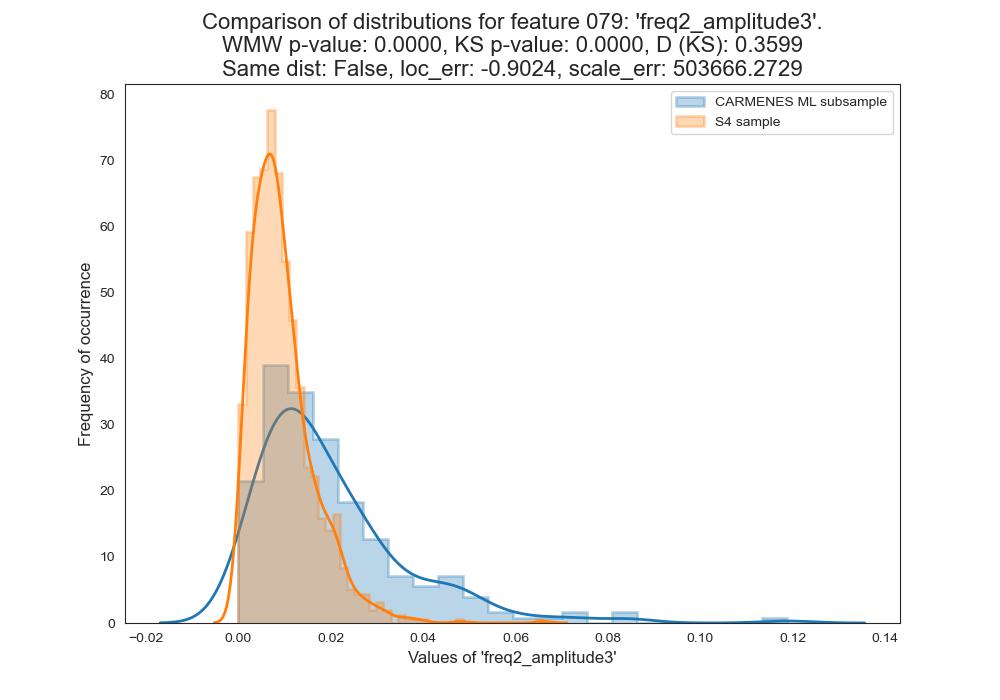 Comparison of distributions for feature 079: 'freq2_amplitude3'.
WMW p-value: 0.0000, KS p-value: 0.0000, D (KS): 0.3599
Same dist: False, loc_err: -0.9024, scale_err: 503666.2729
CARMENES ML subsample
S4 sample
Frequency of occurrence
80
70
60
50
40
30
20
10
0
-0.02
0.00
0.02
0.04
0.06
0.08
0.10
0.12
0.14
Values of 'freq2_amplitude3'